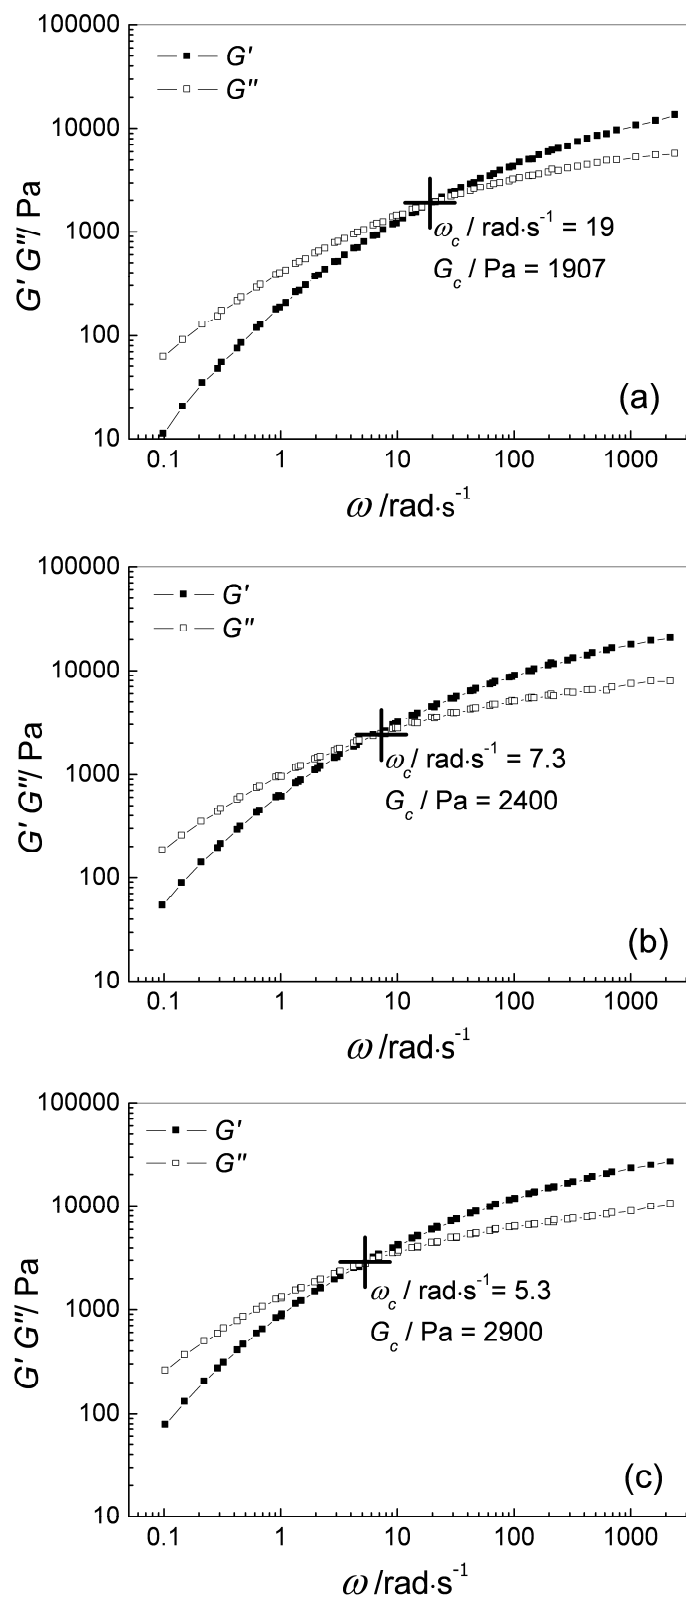 100000
G'
G''
10000
1000
100
10
G' G''/ Pa
ω_c / rad·s⁻¹ = 19
G_c / Pa = 1907
(a)
0.1 1 10 100 1000
ω /rad·s⁻¹
100000
G'
G''
10000
1000
100
10
G' G''/ Pa
ω_c / rad·s⁻¹ = 7.3
G_c / Pa = 2400
(b)
0.1 1 10 100 1000
ω /rad·s⁻¹
100000
G'
G''
10000
1000
100
10
G' G''/ Pa
ω_c / rad·s⁻¹= 5.3
G_c / Pa = 2900
(c)
0.1 1 10 100 1000
ω /rad·s⁻¹